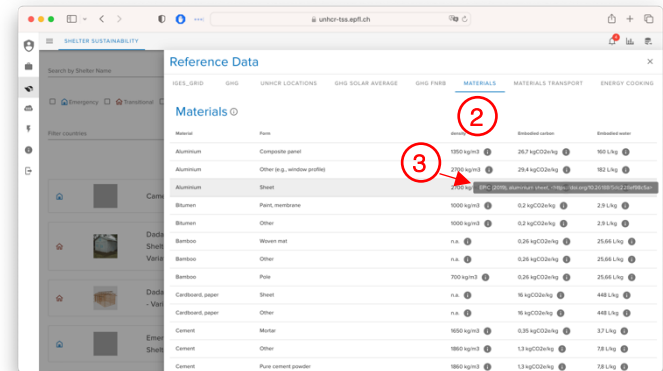 unhcr-tss.epfl.ch
SHELTER SUSTAINABILITY
Reference Data
Search by Shelter Name
IGES_GRID GHG UNHCR LOCATIONS GHG SOLAR AVERAGE GHG FNRB MATERIALS MATERIALS TRANSPORT ENERGY COOKING
Emergency Transitional
Materials
2
Filter countries
Material Form density Embodied carbon Embodied water
Aluminium Composite panel 1350 kg/m3 26,7 kgCO2e/kg 160 L/kg
3
Aluminium Other (e.g., window profile) 2700 kg/m3 29,4 kgCO2e/kg 182 L/kg
Aluminium Sheet 2700 kg/
Bitumen Paint, membrane 1000 kg/m3 0,2 kgCO2e/kg 2,9 L/kg
Bitumen Other 1000 kg/m3 0,2 kgCO2e/kg 2,9 L/kg
Bamboo Woven mat n.a. 0,26 kgCO2e/kg 25,66 L/kg
Bamboo Other n.a. 0,26 kgCO2e/kg 25,66 L/kg
Bamboo Pole 700 kg/m3 0,26 kgCO2e/kg 25,66 L/kg
Cardboard, paper Sheet n.a. 16 kgCO2e/kg 448 L/kg
Cardboard, paper Other n.a. 16 kgCO2e/kg 448 L/kg
Cement Mortar 1650 kg/m3 0,35 kgCO2e/kg 3,7 L/kg
Cement Other 1860 kg/m3 1,3 kgCO2e/kg 7,8 L/kg
Cement Pure cement powder 1860 kg/m3 1,3 kgCO2e/kg 7,8 L/kg
Came
Dada
Shelt
Varia
Dada
- Vari
Emer
Shelt